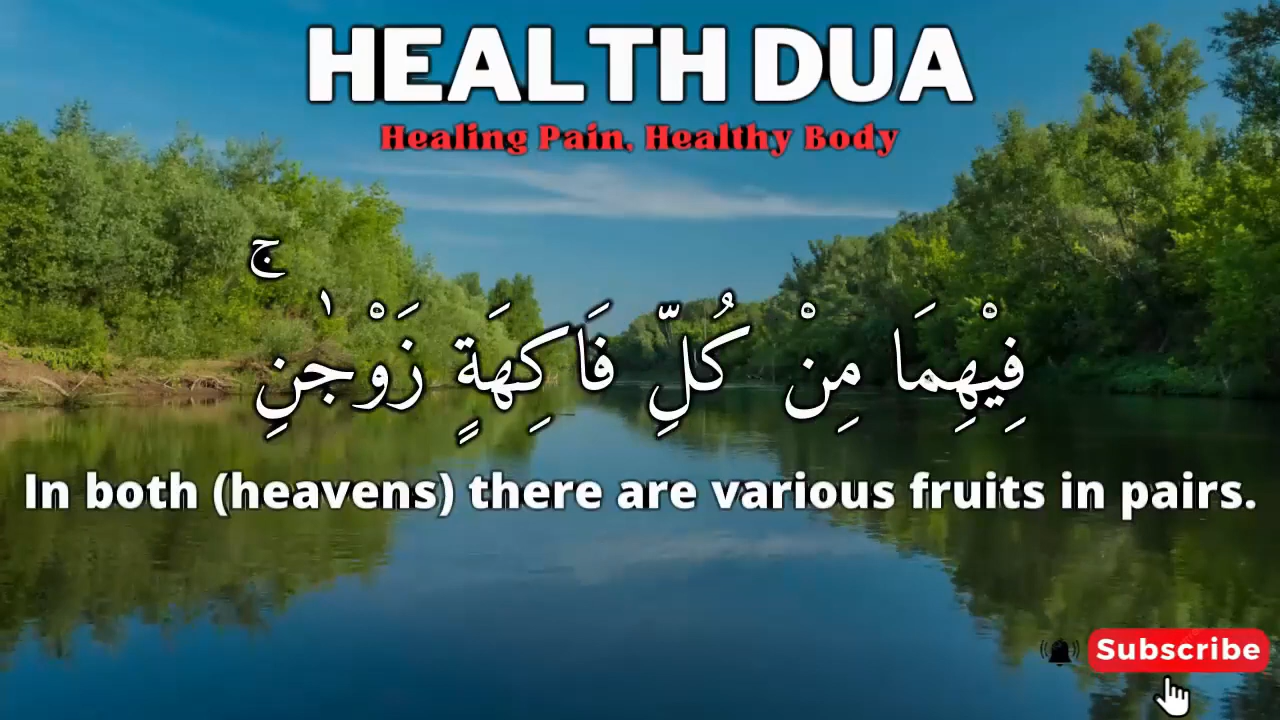 HEALTH DUA
Healing Pain, Healthy Body
فِيْهِمَا مِنْ كُلِّ فَاكِهَةٍ زَوْجٰنِۚ
In both (heavens) there are various fruits in pairs.
Subscribe